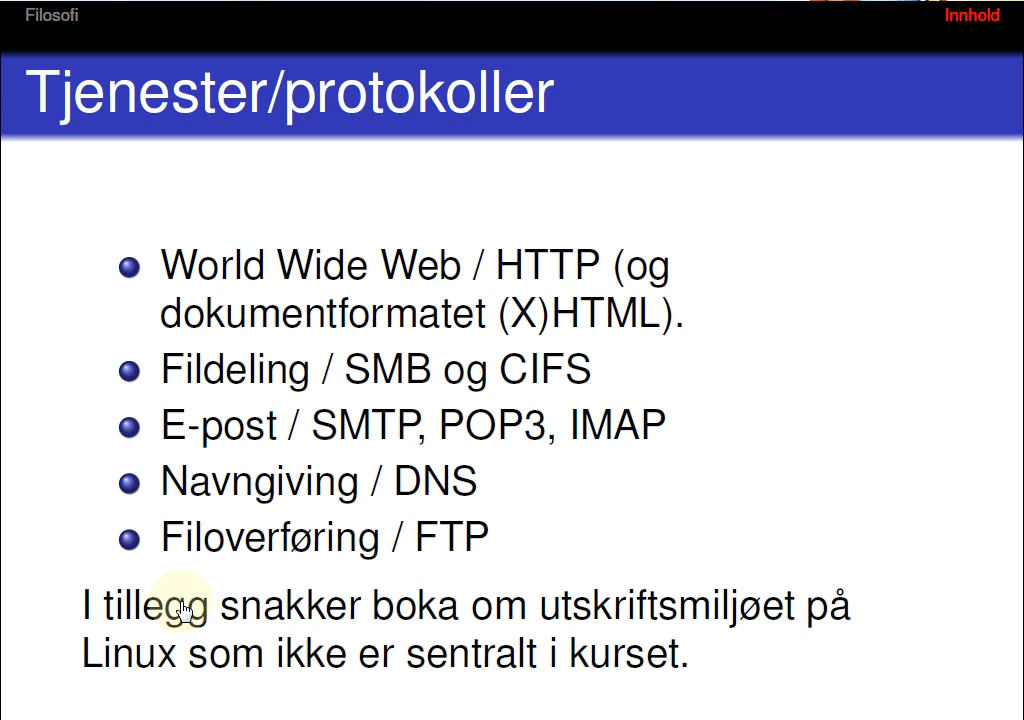 Filosofi
Innhold
Tjenester/protokoller
World Wide Web / HTTP (og
dokumentformatet (X)HTML).
Fildeling / SMB og CIFS
E-post / SMTP, POP3, IMAP
Navngiving / DNS
Filoverføring / FTP
I tillegg snakker boka om utskriftsmiljøet på
Linux som ikke er sentralt i kurset.